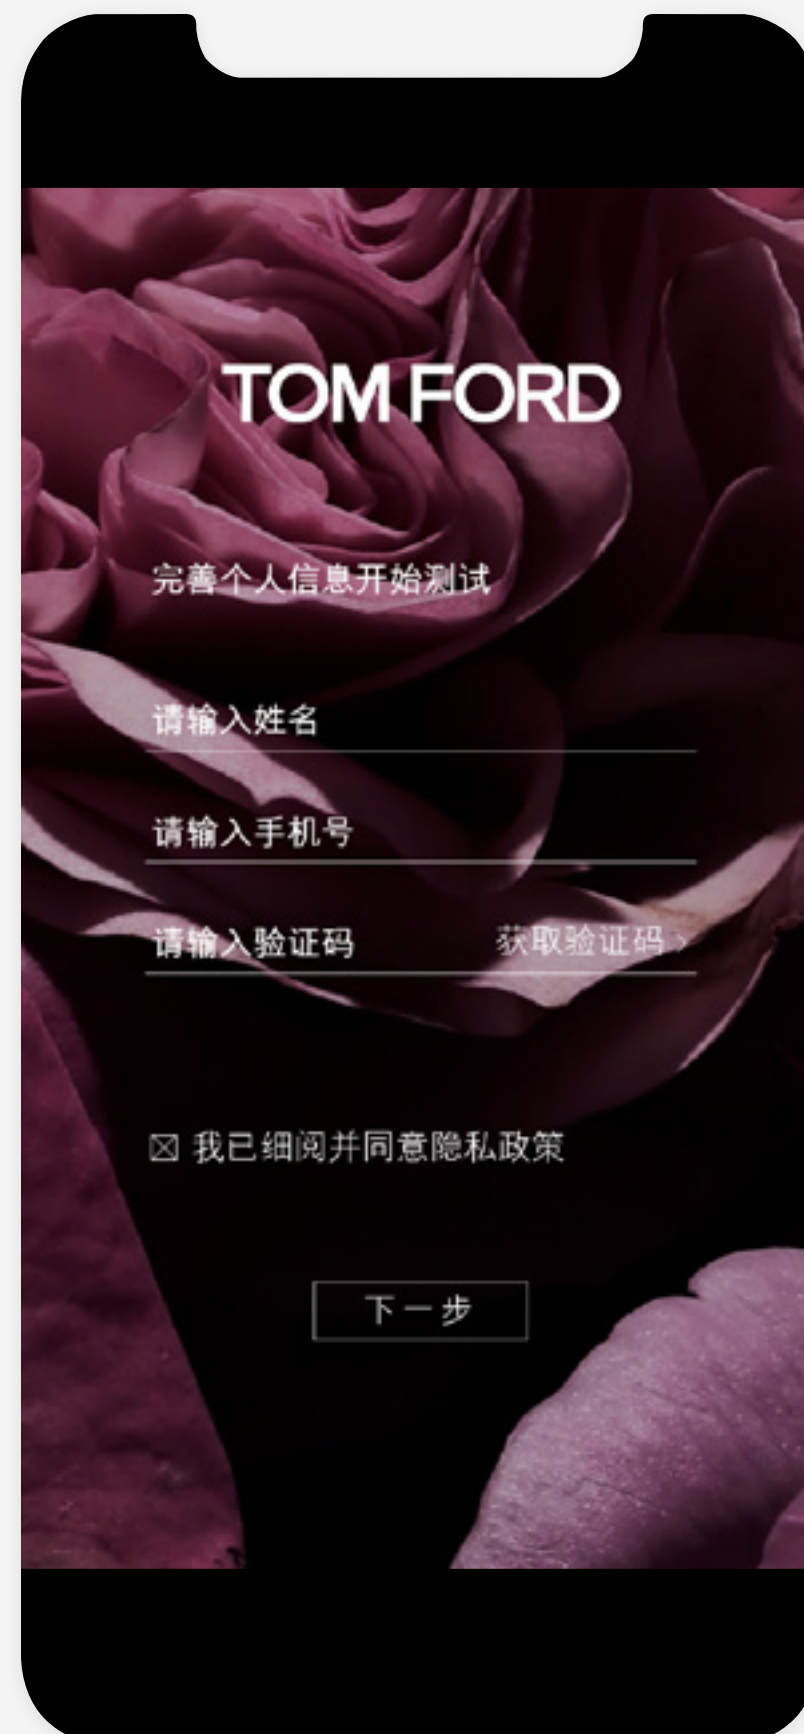 TOM FORD
完善个人信息开始测试
请输入姓名
请输入手机号
请输入验证码 获取验证码 >
我已细阅并同意隐私政策
下一步